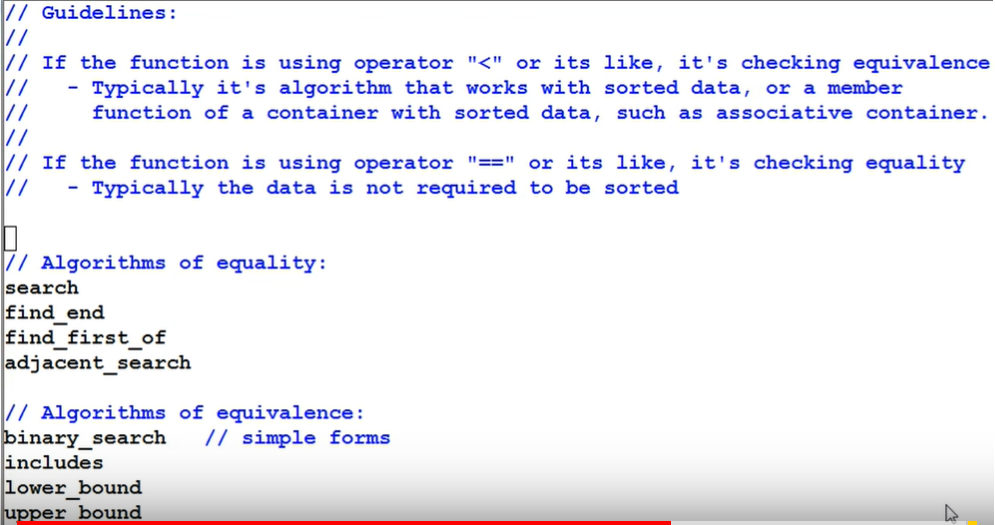 // Guidelines:
//
// If the function is using operator "<" or its like, it's checking equivalence
//   - Typically it's algorithm that works with sorted data, or a member
//     function of a container with sorted data, such as associative container.
//
// If the function is using operator "==" or its like, it's checking equality
//   - Typically the data is not required to be sorted
// Algorithms of equality:
search
find_end
find_first_of
adjacent_search
// Algorithms of equivalence:
binary_search   // simple forms
includes
lower_bound
upper_bound